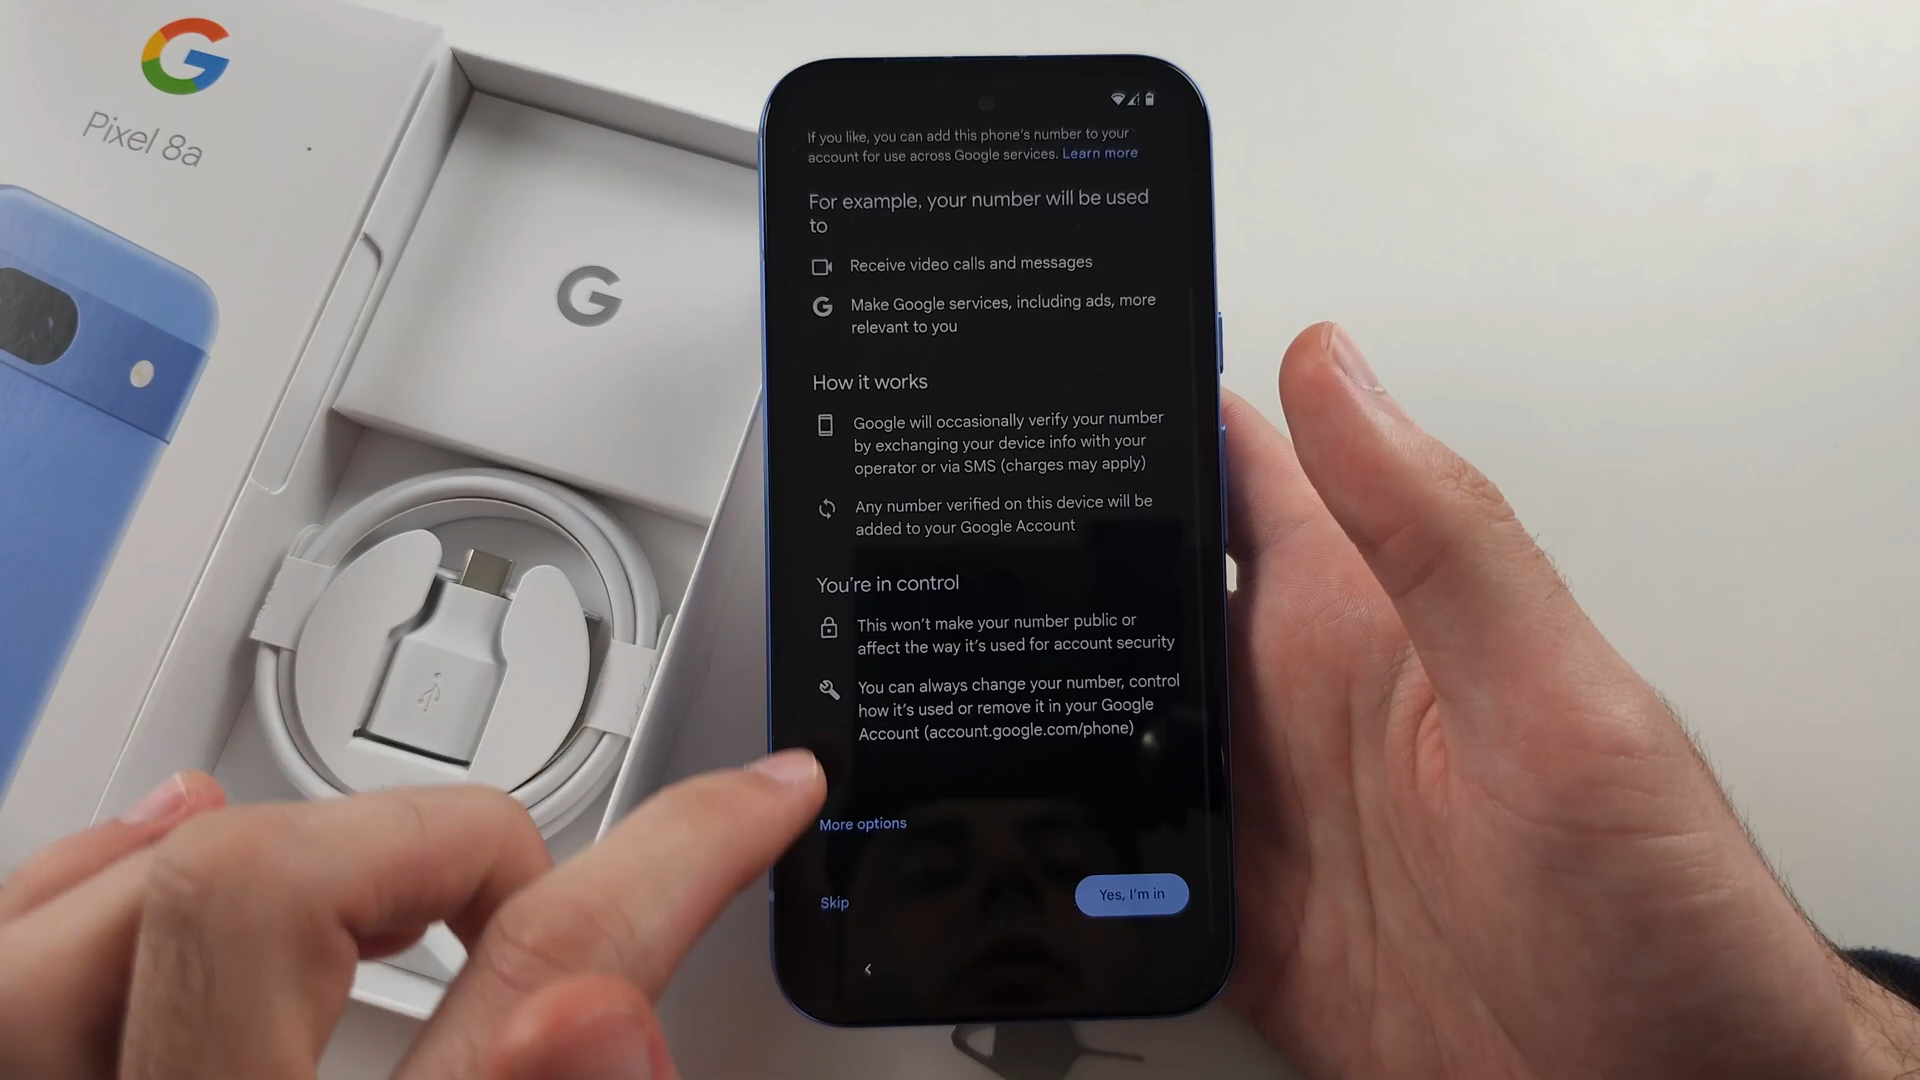 Pixel 8a
If you like, you can add this phone's number to your
account for use across Google services. Learn more
For example, your number will be used
to
Receive video calls and messages
Make Google services, including ads, more
relevant to you
How it works
Google will occasionally verify your number
by exchanging your device info with your
operator or via SMS (charges may apply)
Any number verified on this device will be
added to your Google Account
You're in control
This won't make your number public or
affect the way it's used for account security
You can always change your number, control
how it's used or remove it in your Google
Account (account.google.com/phone)
More options
Skip
Yes, I'm in